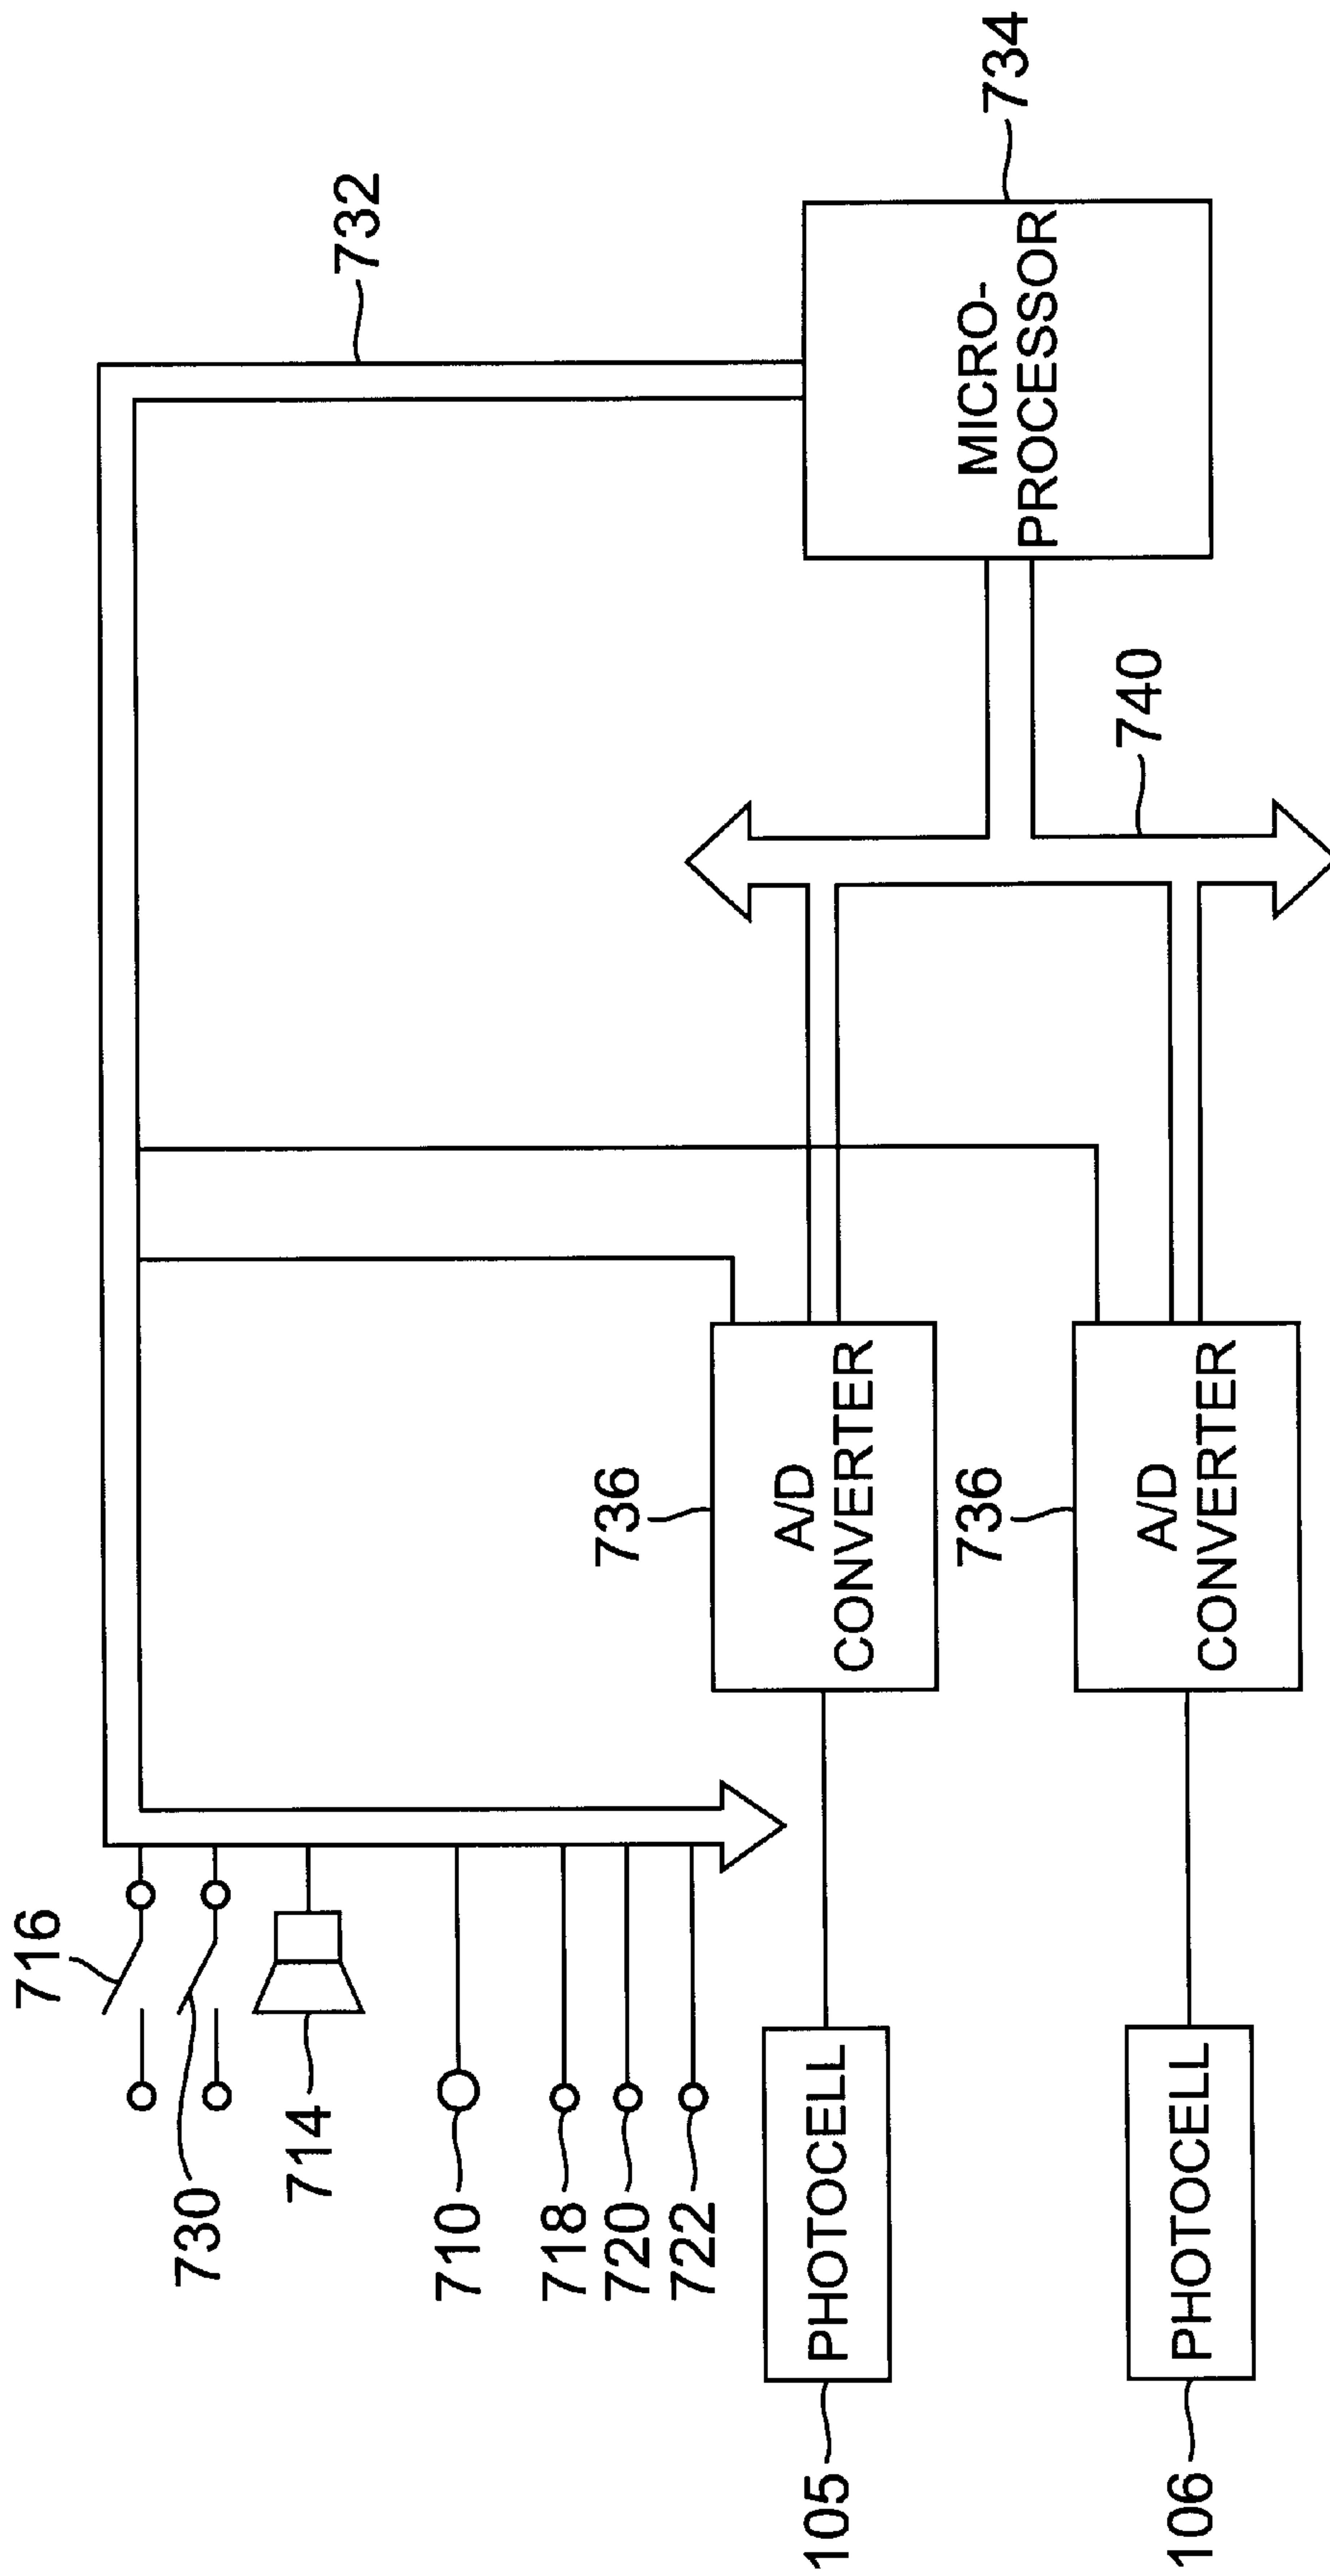 732
734
MICRO-
PROCESSOR
740
736
A/D
CONVERTER
736
A/D
CONVERTER
716
730
714
710
718
720
722
PHOTOCELL
105
PHOTOCELL
106